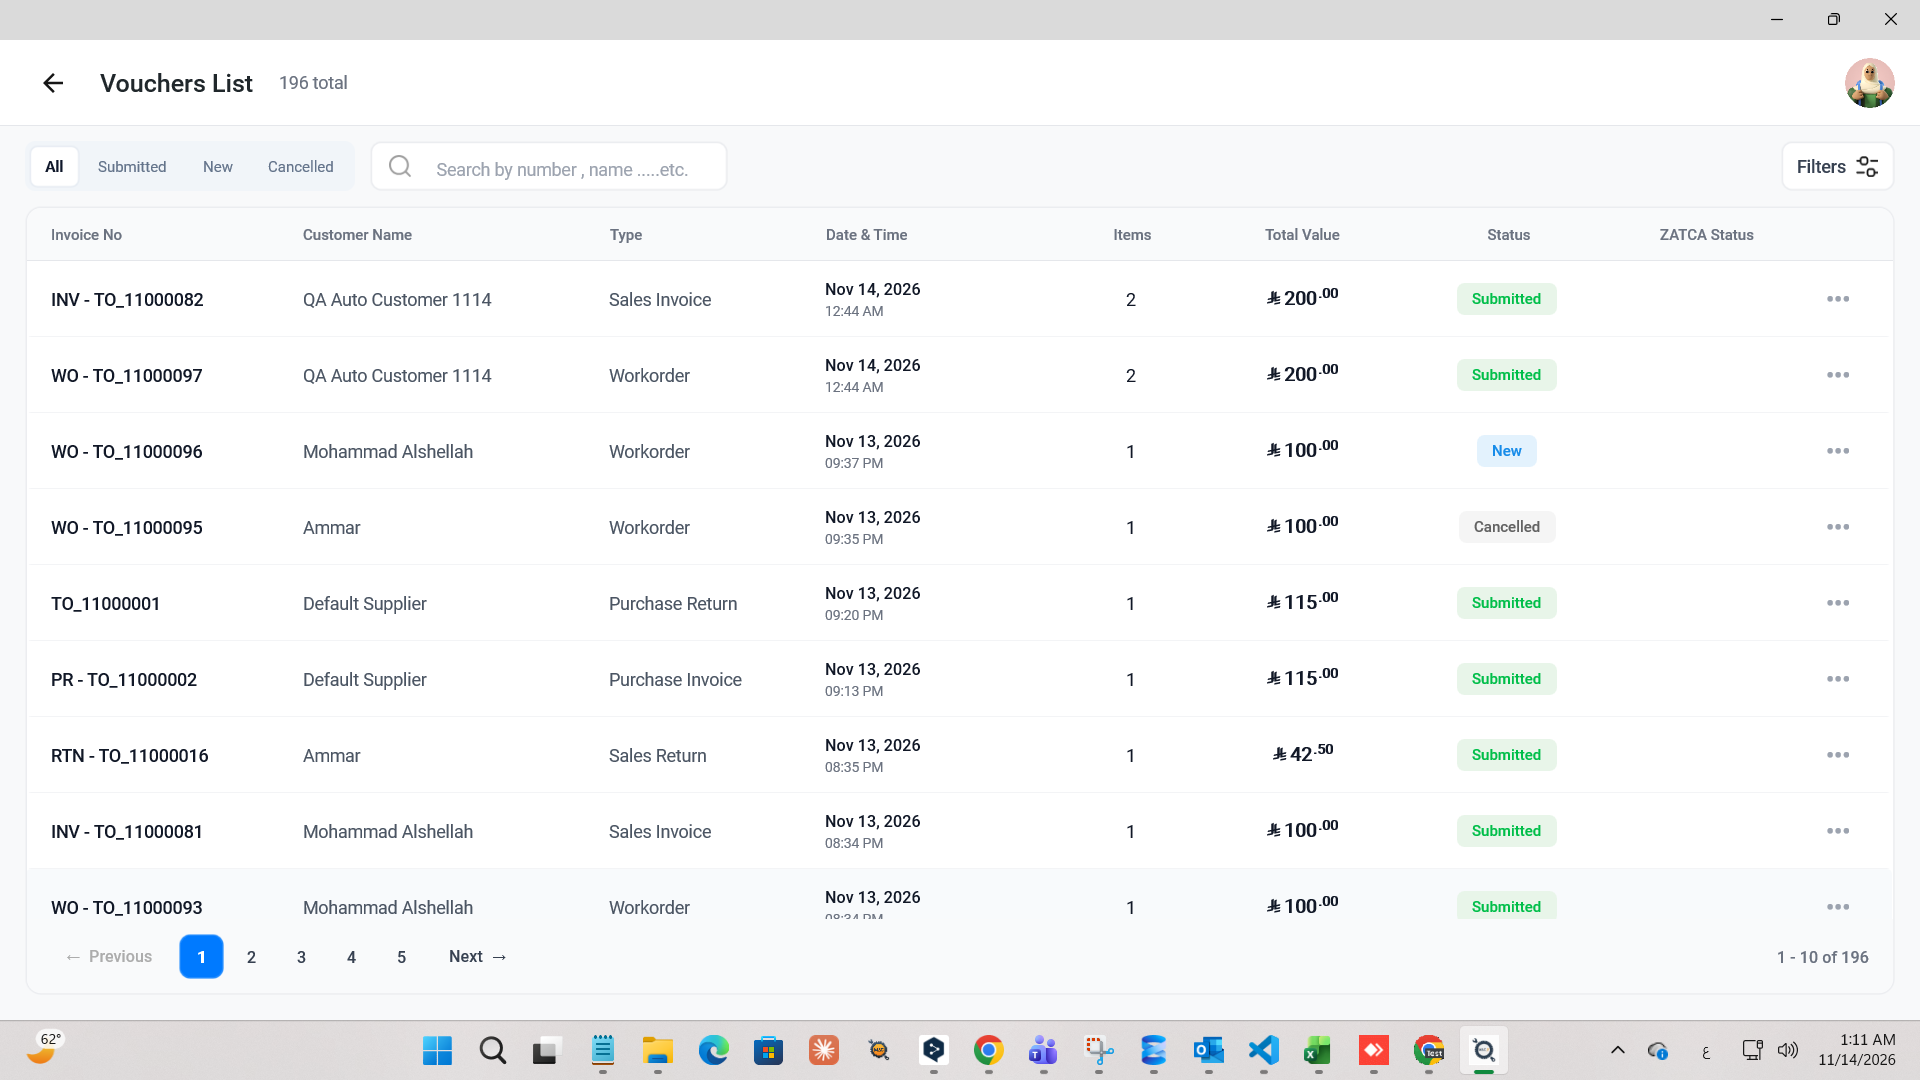 Vouchers List 196 total
All Submitted New Cancelled Search by number , name .....etc. Filters
Invoice No Customer Name Type Date & Time Items Total Value Status ZATCA Status
INV - TO_11000082 QA Auto Customer 1114 Sales Invoice Nov 14, 2026 2 200.00 Submitted
12:44 AM
WO - TO_11000097 QA Auto Customer 1114 Workorder Nov 14, 2026 2 200.00 Submitted
12:44 AM
WO - TO_11000096 Mohammad Alshellah Workorder Nov 13, 2026 1 100.00 New
09:37 PM
WO - TO_11000095 Ammar Workorder Nov 13, 2026 1 100.00 Cancelled
09:35 PM
TO_11000001 Default Supplier Purchase Return Nov 13, 2026 1 115.00 Submitted
09:20 PM
PR - TO_11000002 Default Supplier Purchase Invoice Nov 13, 2026 1 115.00 Submitted
09:13 PM
RTN - TO_11000016 Ammar Sales Return Nov 13, 2026 1 42.50 Submitted
08:35 PM
INV - TO_11000081 Mohammad Alshellah Sales Invoice Nov 13, 2026 1 100.00 Submitted
08:34 PM
WO - TO_11000093 Mohammad Alshellah Workorder Nov 13, 2026 1 100.00 Submitted
08:34 PM
← Previous 1 2 3 4 5 Next → 1 - 10 of 196
62°
ع
1:11 AM
11/14/2026